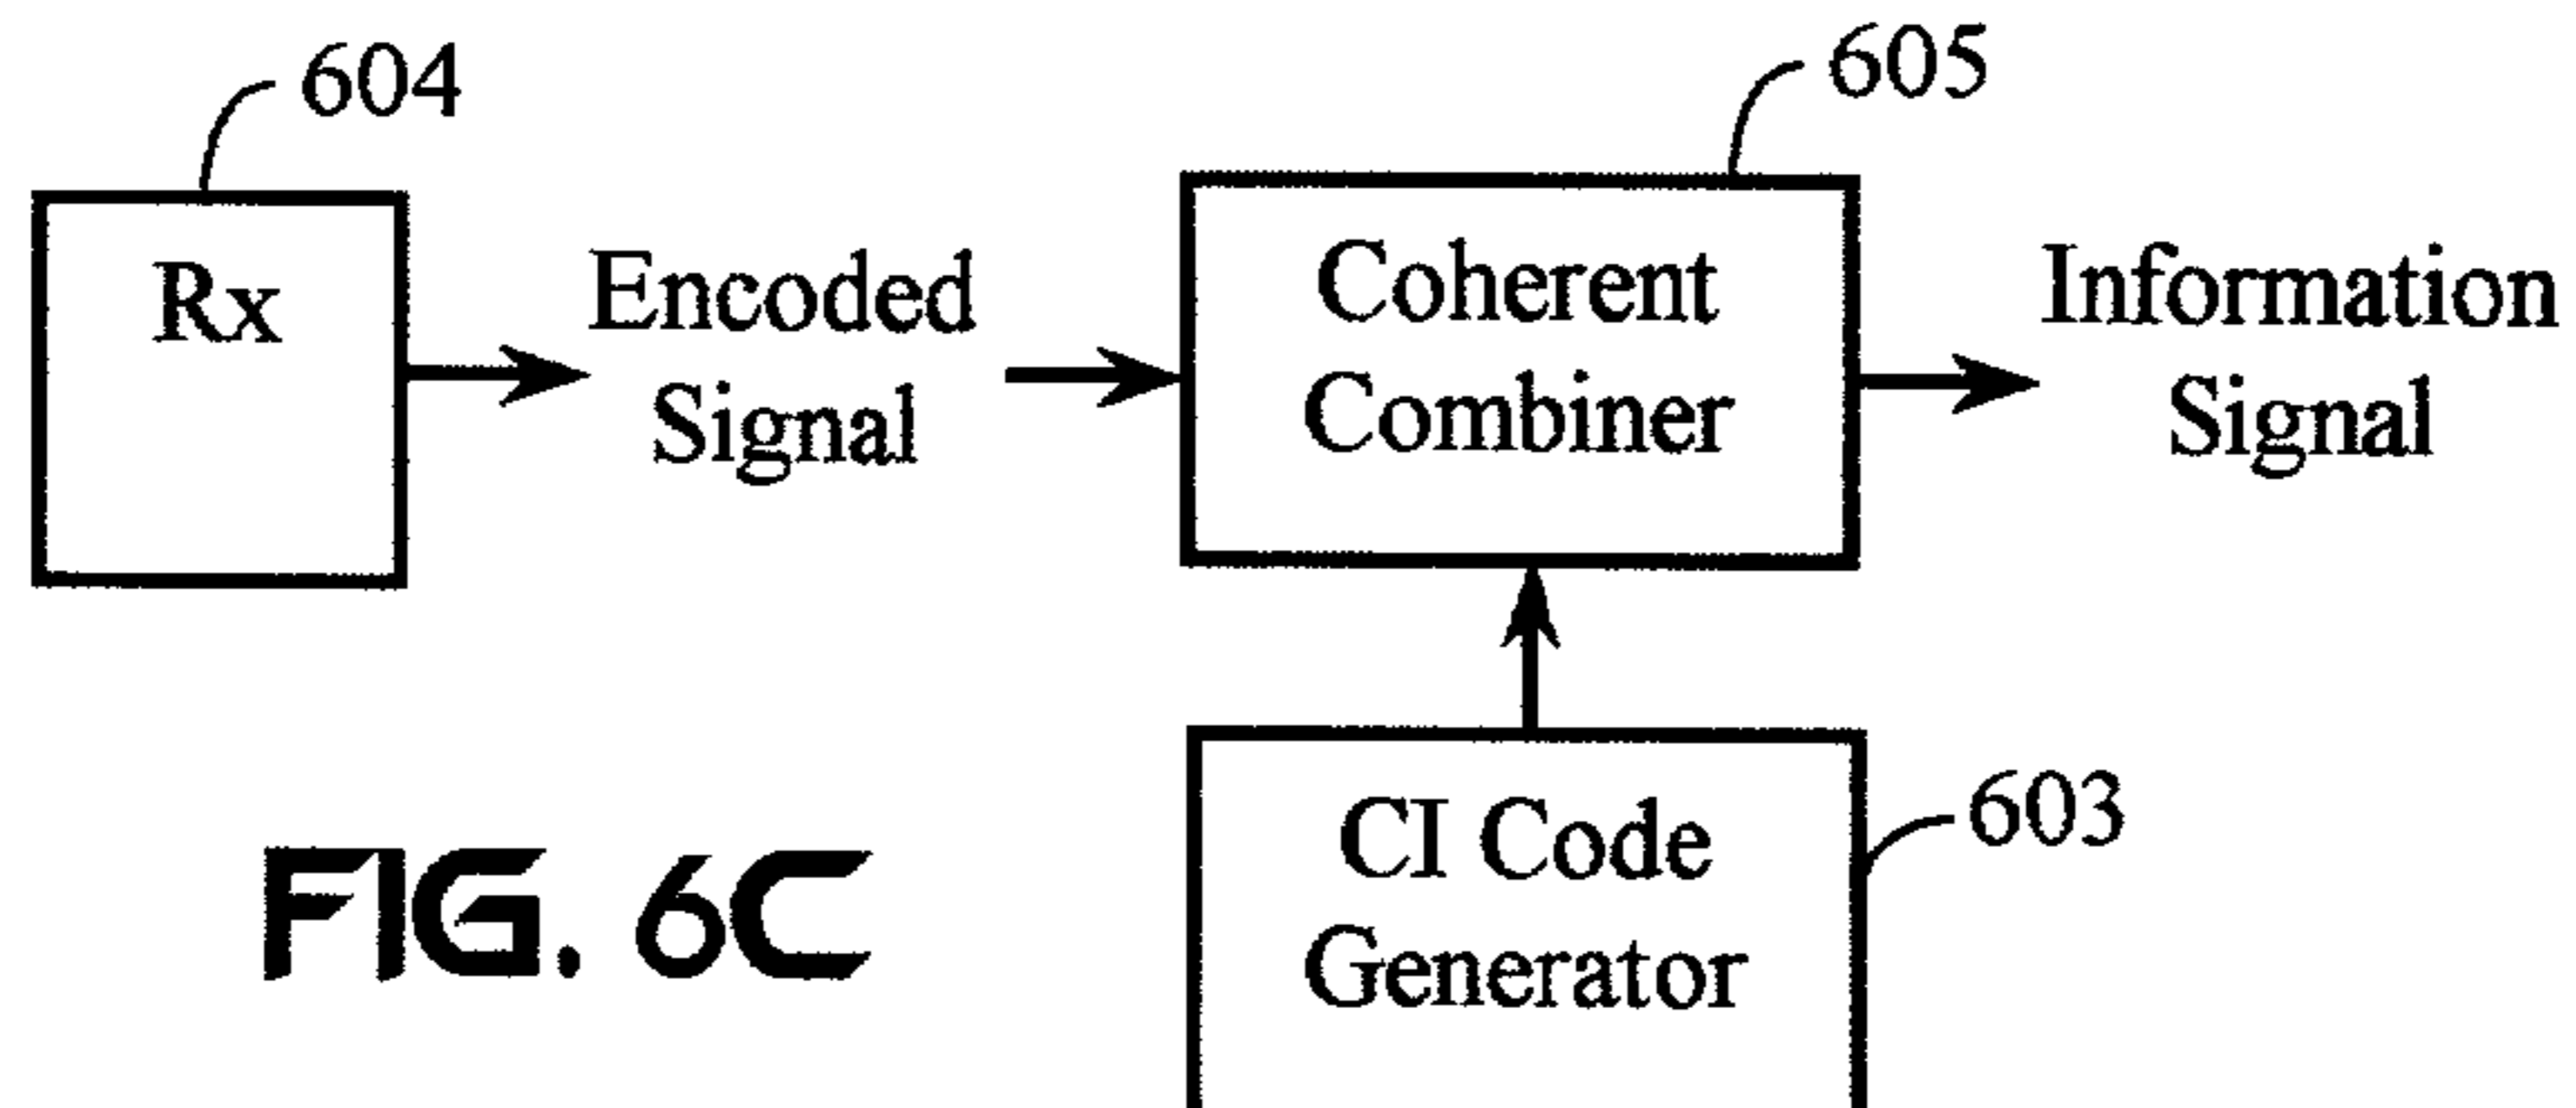 604
605
Rx
Encoded
Signal
Coherent
Combiner
Information
Signal
CI Code
Generator
603
FIG. 6C